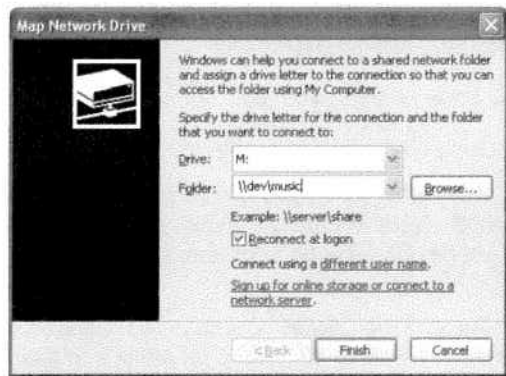 Map Network Drive
Windows can help you connect to a shared network folder
and assign a drive letter to the connection so that you can
access the folder using My Computer.
Specify the drive letter for the connection and the folder
that you want to connect to:
Drive: M:
Folder: \\dev\music Browse...
Example: \\server\share
Reconnect at logon
Connect using a different user name.
Sign up for online storage or connect to a
network server.
< Back Finish Cancel